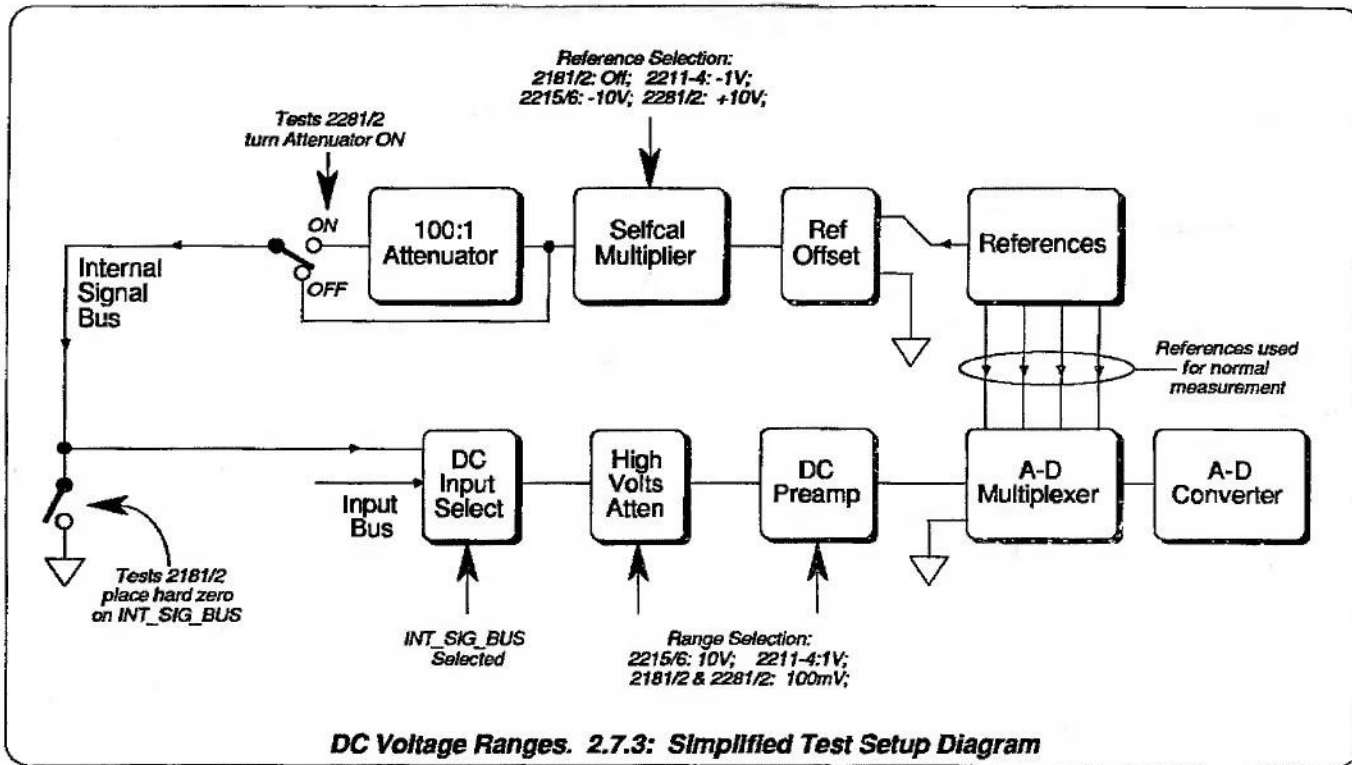 Reference Selection:
2181/2: Off; 2211-4: -1V;
2215/6: -10V; 2281/2: +10V;
Tests 2281/2
turn Attenuator ON
ON
OFF
100:1
Attenuator
Selfcal
Multiplier
Ref
Offset
References
Internal
Signal
Bus
References used
for normal
measurement
Input
Bus
DC
Input
Select
High
Volts
Atten
DC
Preamp
A-D
Multiplexer
A-D
Converter
Tests 2181/2
place hard zero
on INT_SIG_BUS
INT_SIG_BUS
Selected
Range Selection:
2215/6: 10V; 2211-4:1V;
2181/2 & 2281/2: 100mV;
DC Voltage Ranges. 2.7.3: Simplified Test Setup Diagram